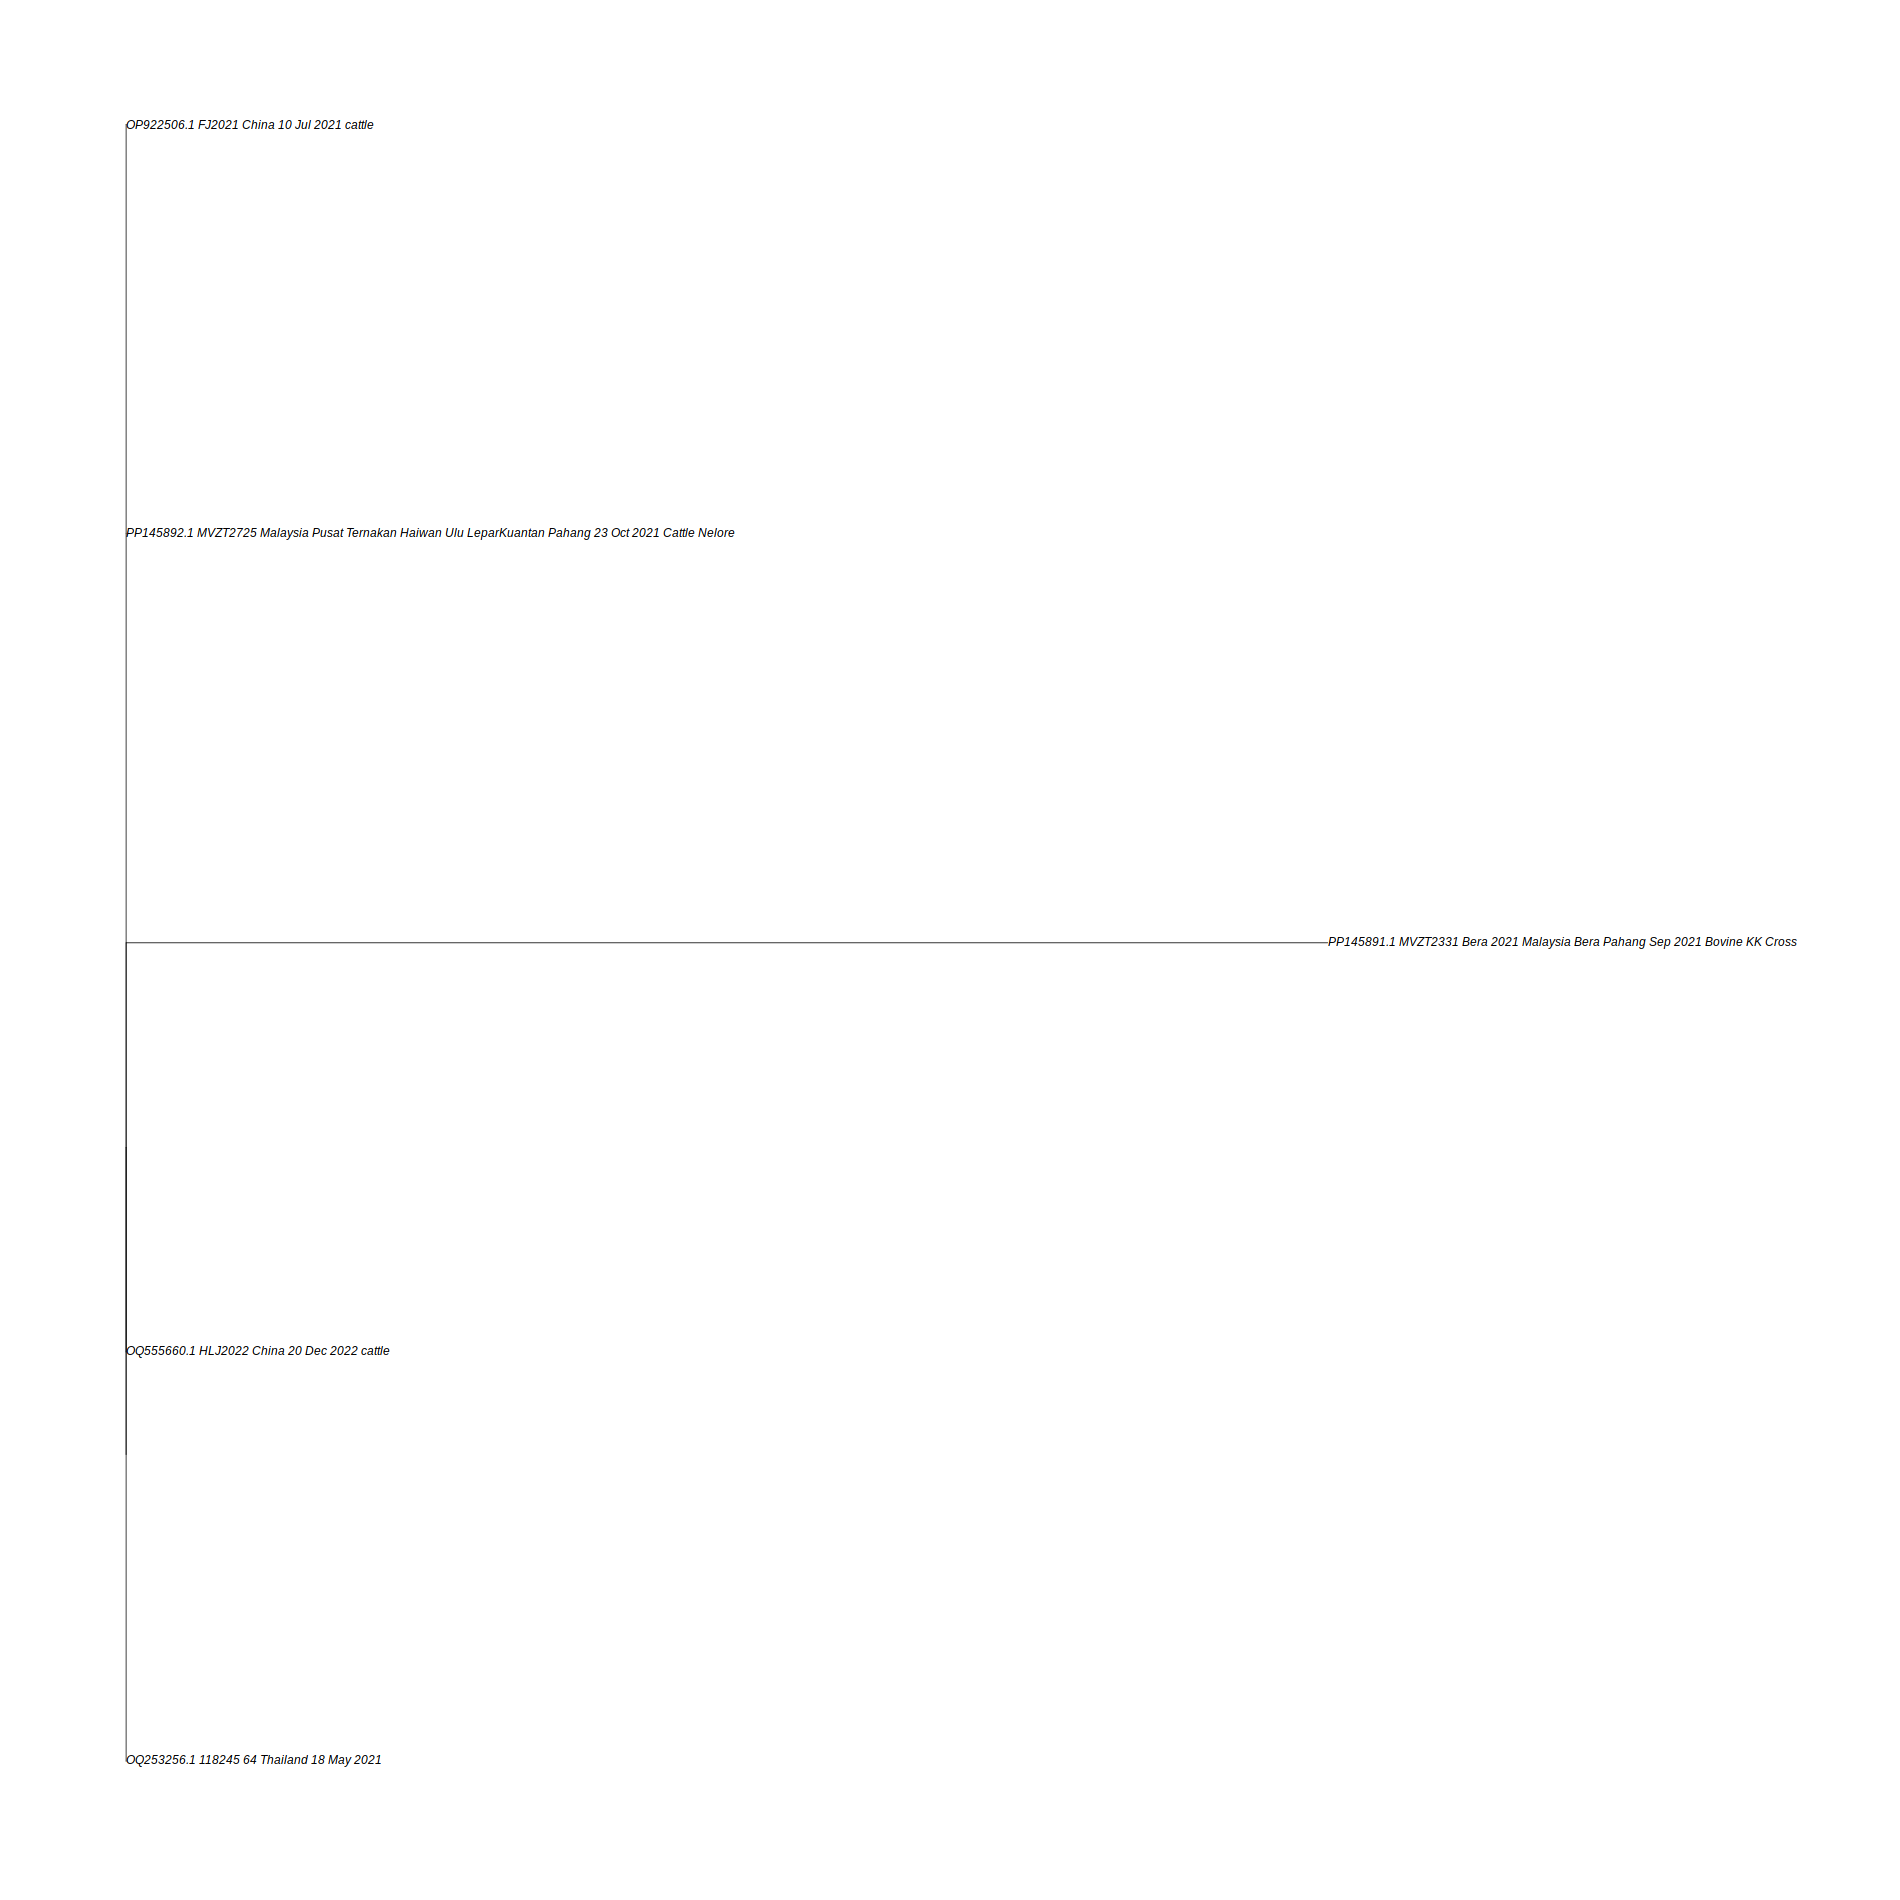 OP922506.1 FJ2021 China 10 Jul 2021 cattle
PP145892.1 MVZT2725 Malaysia Pusat Ternakan Haiwan Ulu LeparKuantan Pahang 23 Oct 2021 Cattle Nelore
PP145891.1 MVZT2331 Bera 2021 Malaysia Bera Pahang Sep 2021 Bovine KK Cross
OQ555660.1 HLJ2022 China 20 Dec 2022 cattle
OQ253256.1 118245 64 Thailand 18 May 2021